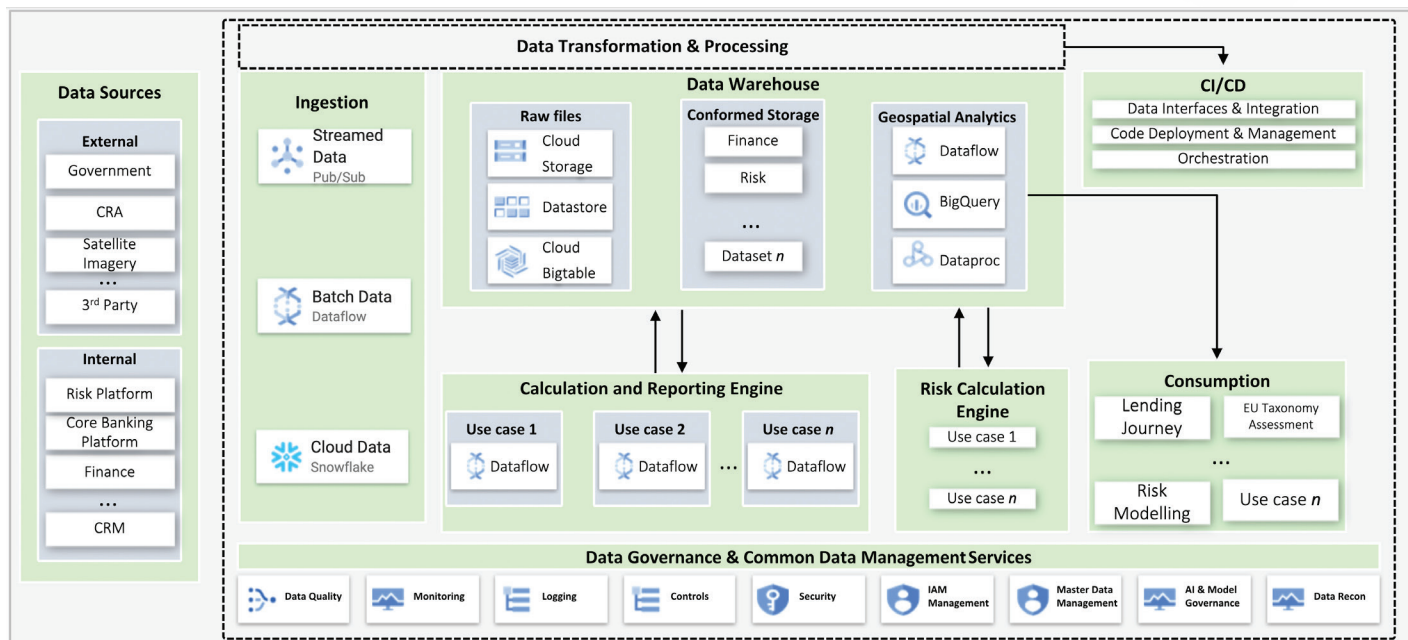 Data Transformation & Processing
Data Sources
External
Government
CRA
Satellite
Imagery
...
3rd Party
Internal
Risk Platform
Core Banking
Platform
Finance
...
CRM
Ingestion
Streamed
Data
Pub/Sub
Batch Data
Dataflow
Cloud Data
Snowflake
Data Warehouse
Raw files
Cloud
Storage
Datastore
Cloud
Bigtable
Conformed Storage
Finance
Risk
...
Dataset n
Geospatial Analytics
Dataflow
BigQuery
Dataproc
CI/CD
Data Interfaces & Integration
Code Deployment & Management
Orchestration
Calculation and Reporting Engine
Use case 1
Dataflow
Use case 2
Dataflow
...
Use case n
Dataflow
Risk Calculation
Engine
Use case 1
...
Use case n
Consumption
Lending
Journey
EU Taxonomy
Assessment
...
Risk
Modelling
Use case n
Data Governance & Common Data Management Services
Data Quality
Monitoring
Logging
Controls
Security
IAM
Management
Master Data
Management
AI & Model
Governance
Data Recon